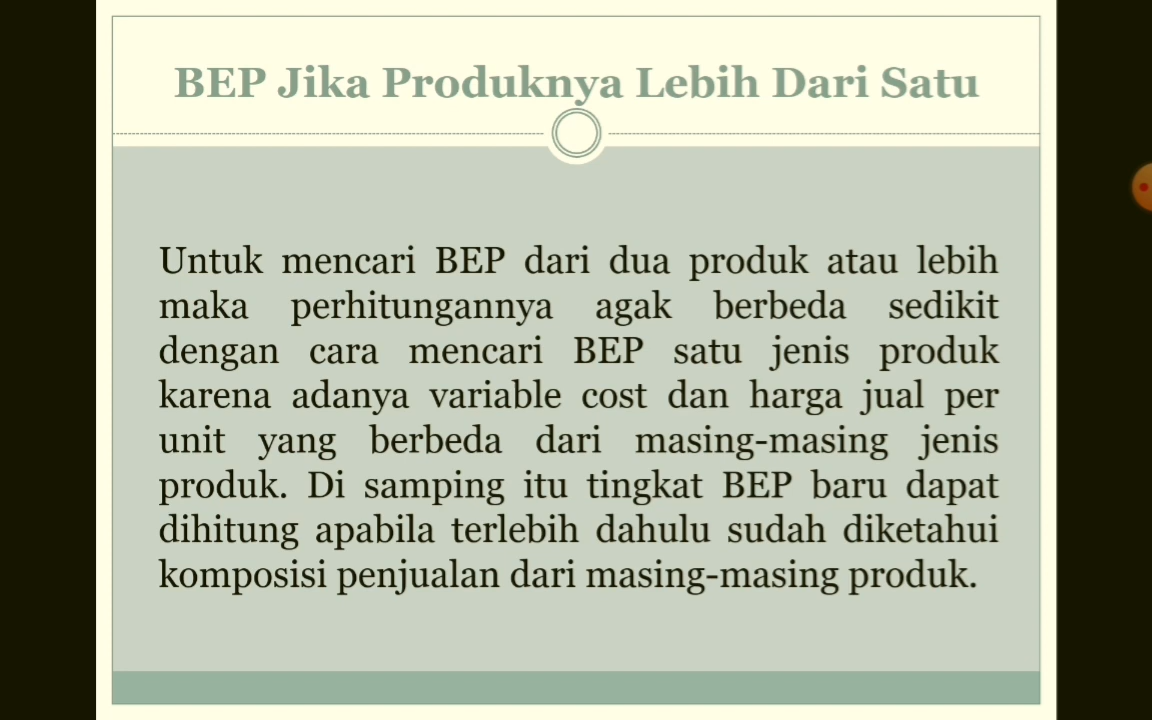 BEP Jika Produknya Lebih Dari Satu
Untuk mencari BEP dari dua produk atau lebih
maka perhitungannya agak berbeda sedikit
dengan cara mencari BEP satu jenis produk
karena adanya variable cost dan harga jual per
unit yang berbeda dari masing-masing jenis
produk. Di samping itu tingkat BEP baru dapat
dihitung apabila terlebih dahulu sudah diketahui
komposisi penjualan dari masing-masing produk.